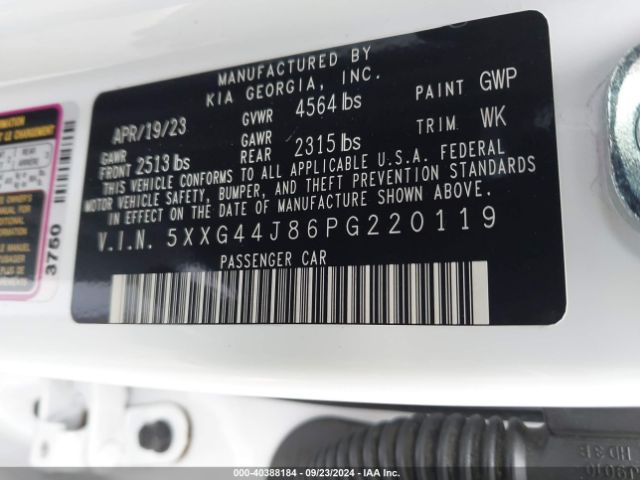 MANUFACTURED BY
KIA GEORGIA, INC.
APR/19/23 GVWR 4564 lbs PAINT GWP
GAWR FRONT 2513 lbs GAWR REAR 2315 lbs TRIM WK
THIS VEHICLE CONFORMS TO ALL APPLICABLE U.S.A. FEDERAL
MOTOR VEHICLE SAFETY, BUMPER, AND THEFT PREVENTION STANDARDS
IN EFFECT ON THE DATE OF MANUFACTURE SHOWN ABOVE.
V.I.N. 5XXG44J86PG220119
PASSENGER CAR
3750
000-40388184 / 09/23/2024 / IAA Inc.